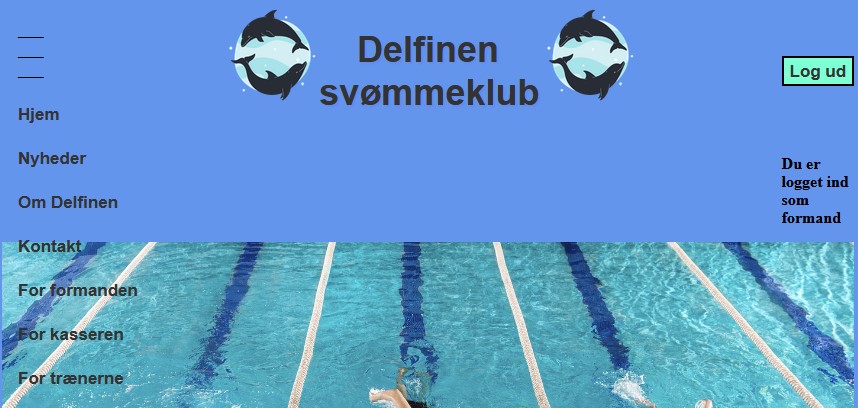 Delfinen
svømmeklub
Log ud
Hjem
Nyheder
Om Delfinen
Kontakt
For formanden
For kasseren
For trænerne
Du er
logget ind
som
formand